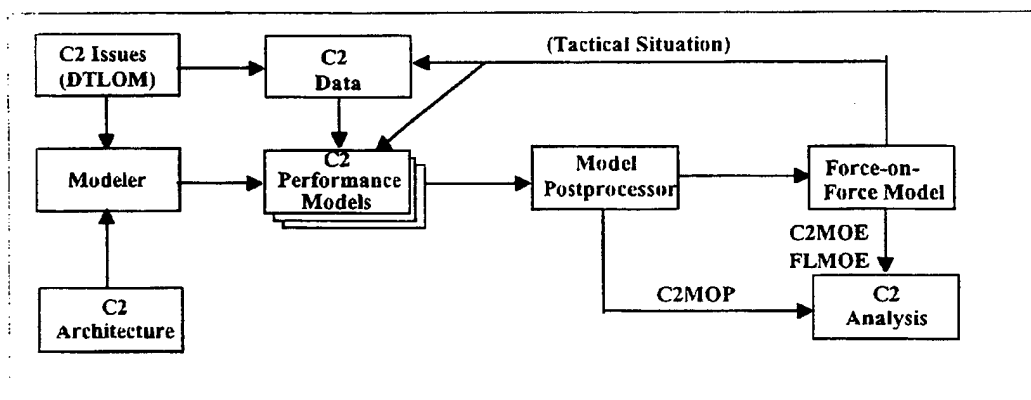 C2 Issues
(DTLOM)
C2
Data
(Tactical Situation)
Modeler
C2
Performance
Models
Model
Postprocessor
Force-on-
Force Model
C2MOE
FLMOE
C2
Architecture
C2MOP
C2
Analysis